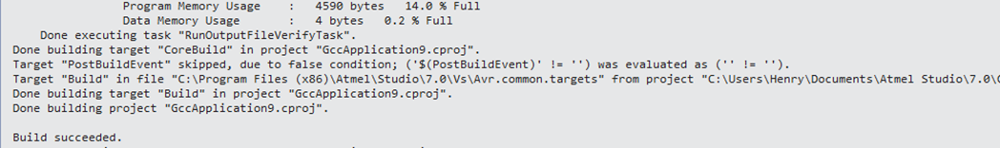 Program Memory Usage : 4590 bytes 14.0 % Full
Data Memory Usage : 4 bytes 0.2 % Full
Done executing task "RunOutputFileVerifyTask".
Done building target "CoreBuild" in project "GccApplication9.cproj".
Target "PostBuildEvent" skipped, due to false condition; ('$(PostBuildEvent)' != '') was evaluated as ('' != '').
Target "Build" in file "C:\Program Files (x86)\Atmel\Studio\7.0\Vs\Avr.common.targets" from project "C:\Users\Henry\Documents\Atmel Studio\7.0\
Done building target "Build" in project "GccApplication9.cproj".
Done building project "GccApplication9.cproj".
Build succeeded.